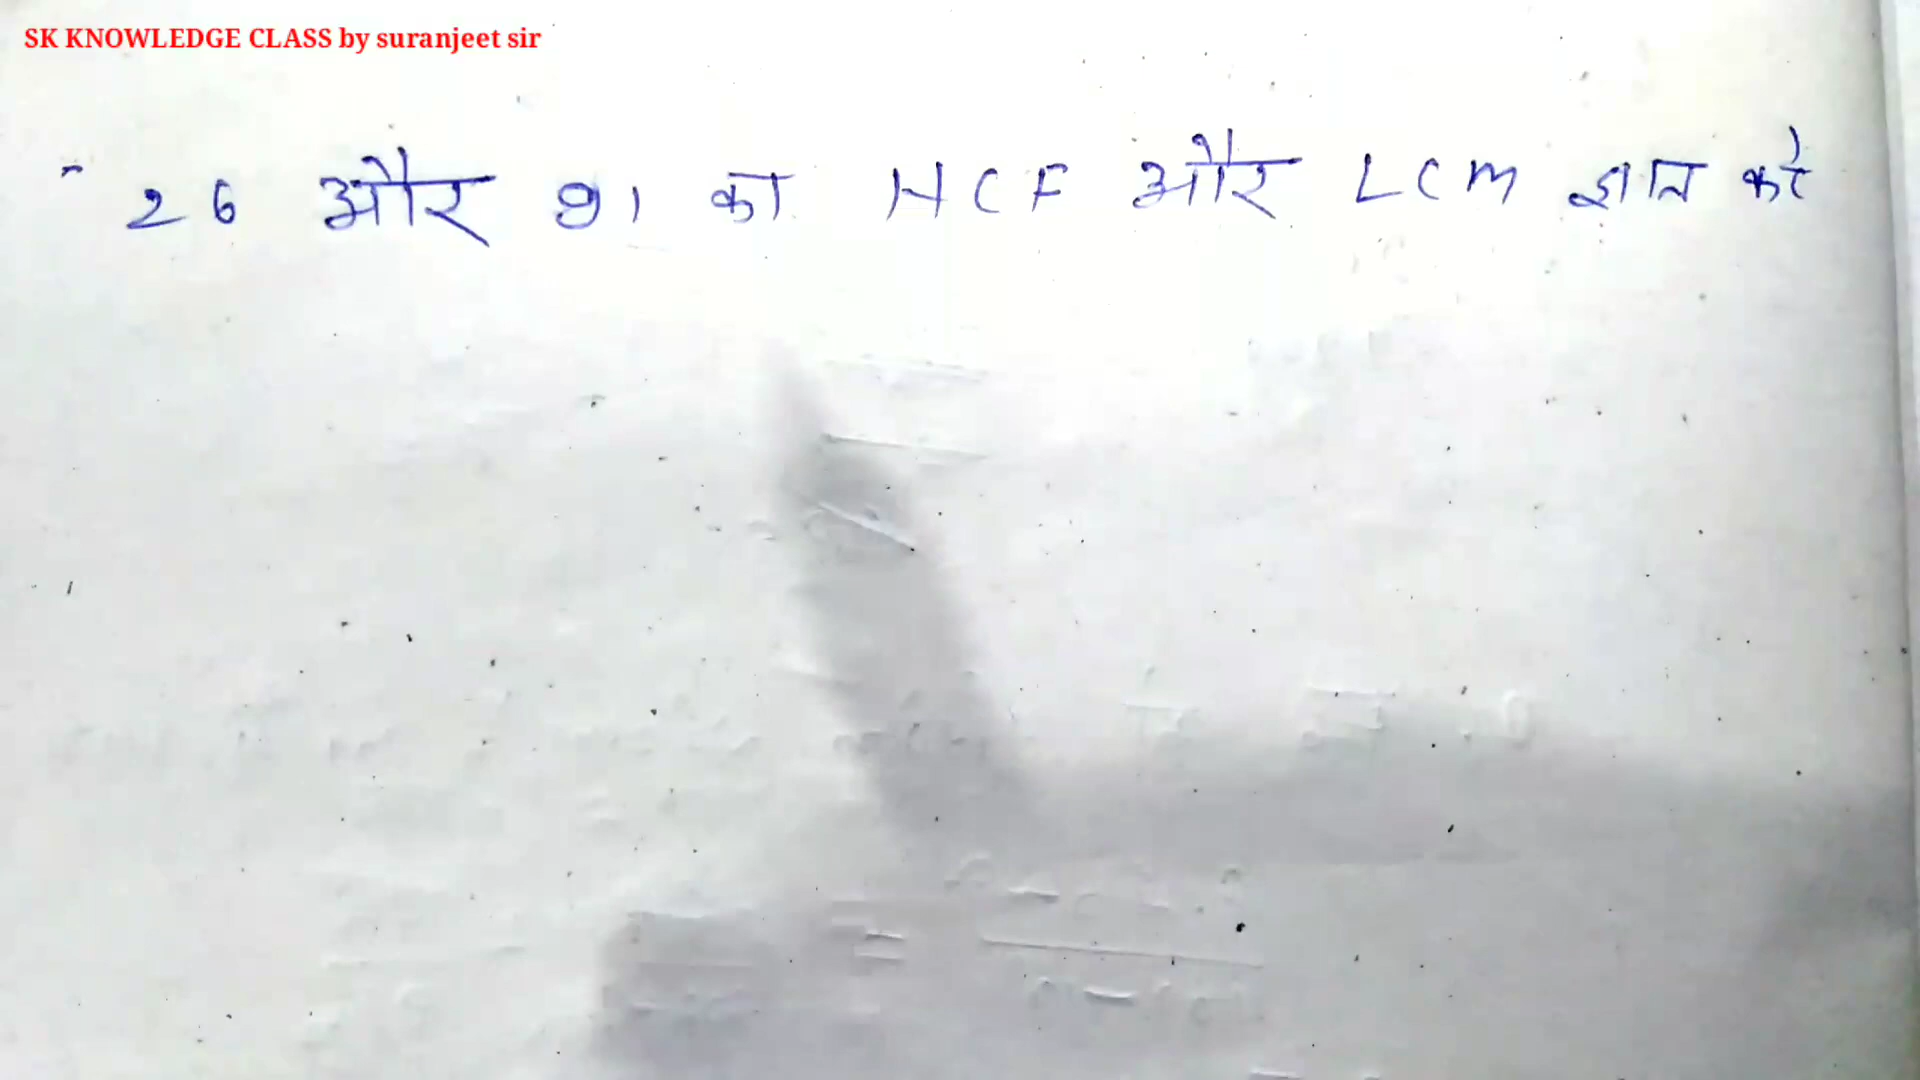 SK KNOWLEDGE CLASS by suranjeet sir
26 और 91 का HCF और LCM ज्ञात करे